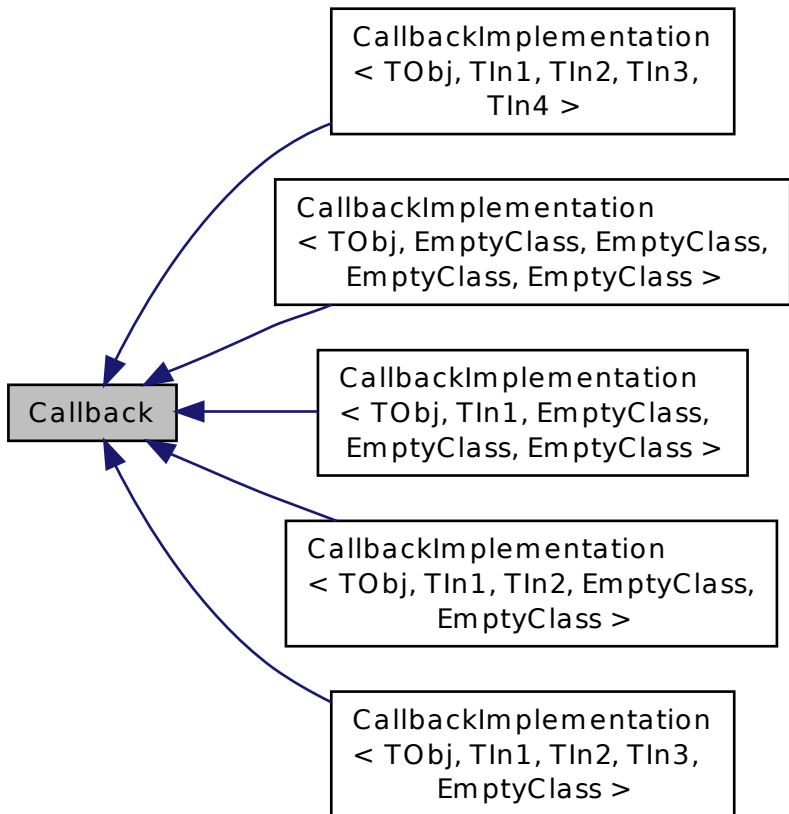 CallbackImplementation
< TObj, TIn1, TIn2, TIn3,
TIn4 >
CallbackImplementation
< TObj, EmptyClass, EmptyClass,
EmptyClass, EmptyClass >
Callback
CallbackImplementation
< TObj, TIn1, EmptyClass,
EmptyClass, EmptyClass >
CallbackImplementation
< TObj, TIn1, TIn2, EmptyClass,
EmptyClass >
CallbackImplementation
< TObj, TIn1, TIn2, TIn3,
EmptyClass >